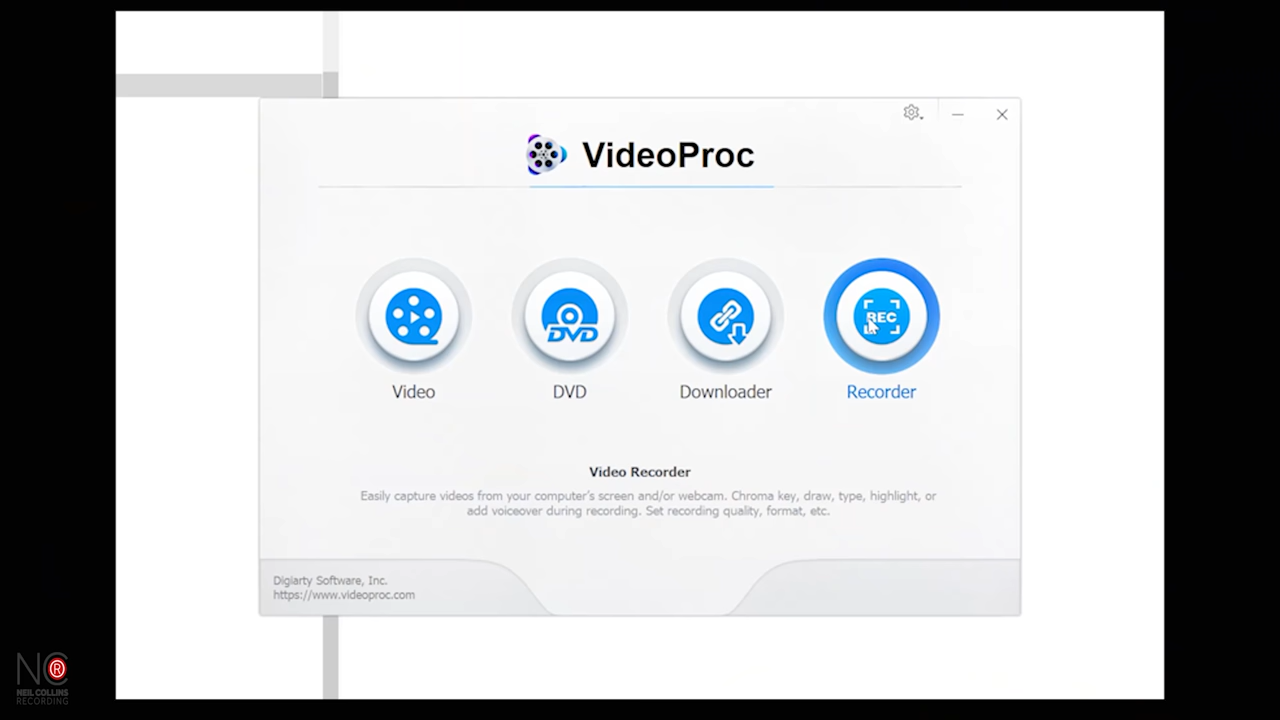 VideoProc
DVD
REC
Video
DVD
Downloader
Recorder
Video Recorder
Easily capture videos from your computer's screen and/or webcam. Chroma key, draw, type, highlight, or
add voiceover during recording. Set recording quality, format, etc.
Digiarty Software, Inc.
https://www.videoproc.com
NC
R
NEIL COLLINS
RECORDING